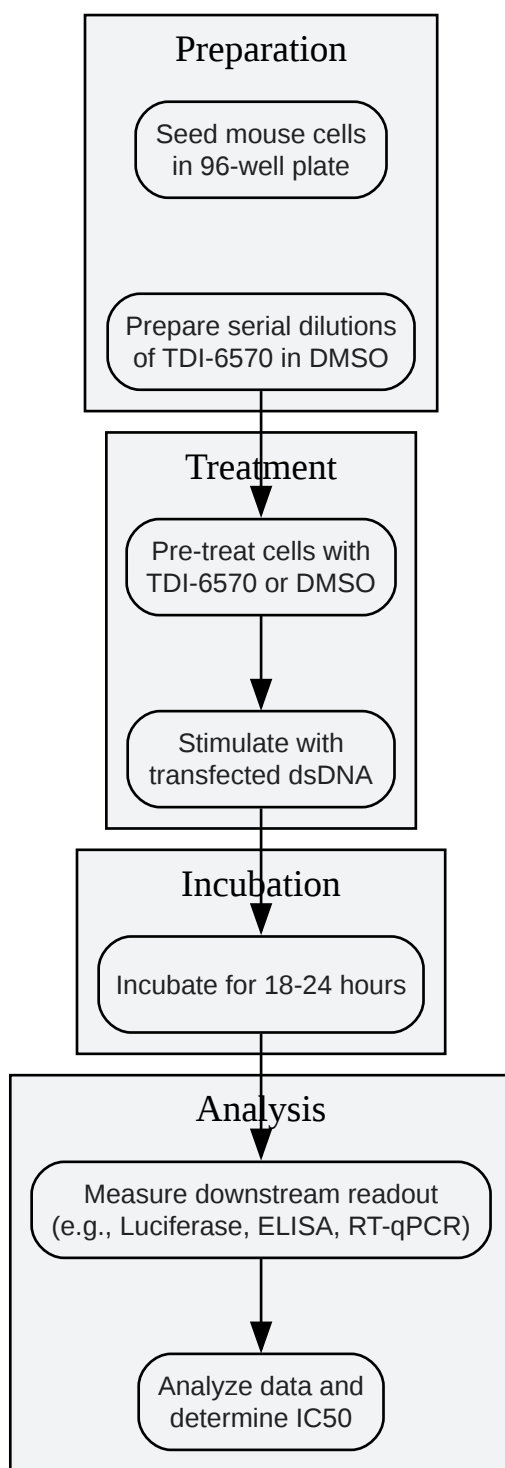 Preparation
Seed mouse cells
in 96-well plate
Prepare serial dilutions
of TDI-6570 in DMSO
Treatment
Pre-treat cells with
TDI-6570 or DMSO
Stimulate with
transfected dsDNA
Incubation
Incubate for 18-24 hours
Analysis
Measure downstream readout
(e.g., Luciferase, ELISA, RT-qPCR)
Analyze data and
determine IC50